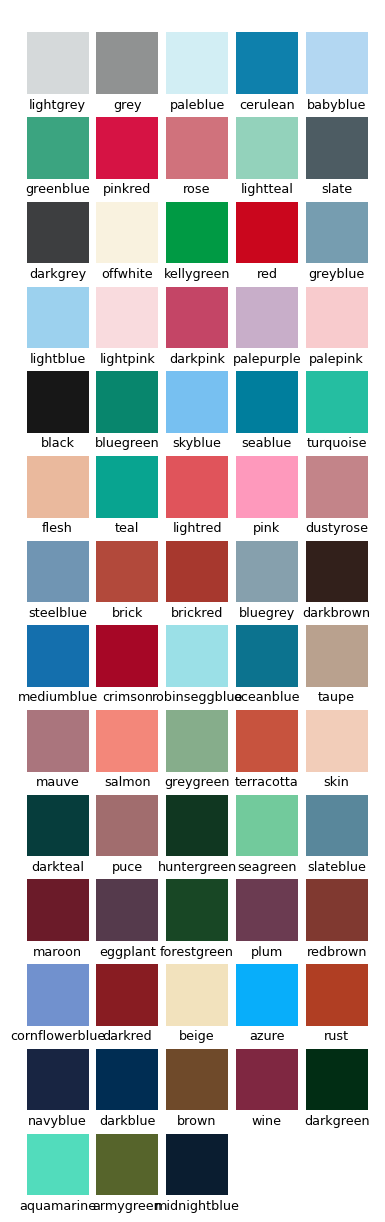 lightgrey grey paleblue cerulean babyblue
greenblue pinkred rose lightteal slate
darkgrey offwhite kellygreen red greyblue
lightblue lightpink darkpink palepurple palepink
black bluegreen skyblue seablue turquoise
flesh teal lightred pink dustyrose
steelblue brick brickred bluegrey darkbrown
mediumblue crimson robinseggblue oceanblue taupe
mauve salmon greygreen terracotta skin
darkteal puce huntergreen seagreen slateblue
maroon eggplant forestgreen plum redbrown
cornflowerblue darkred beige azure rust
navyblue darkblue brown wine darkgreen
aquamarine armygreen midnightblue